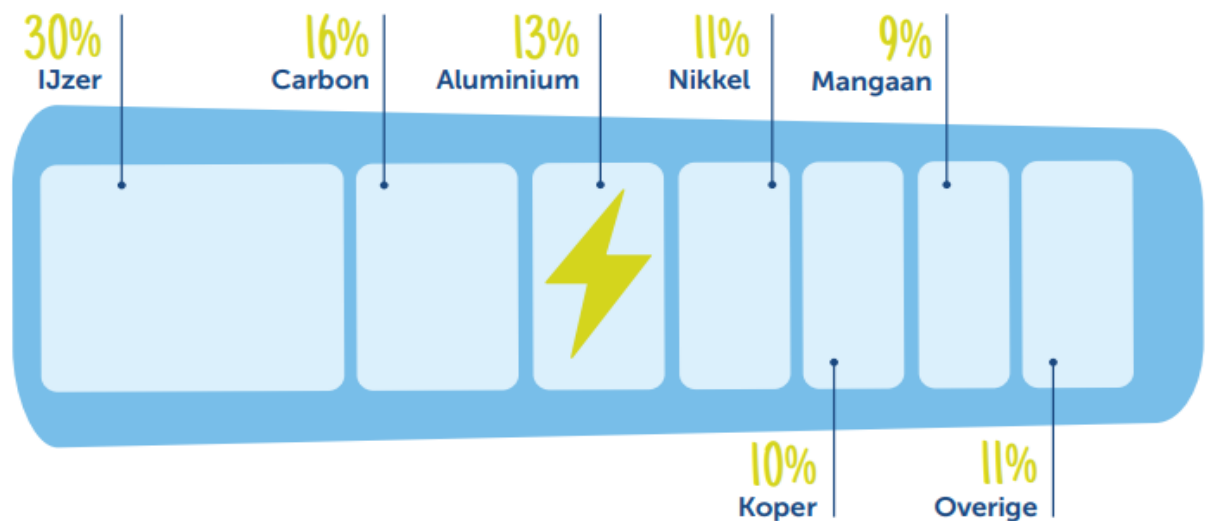 30%
IJzer
16%
Carbon
13%
Aluminium
11%
Nikkel
9%
Mangaan
10%
Koper
11%
Overige